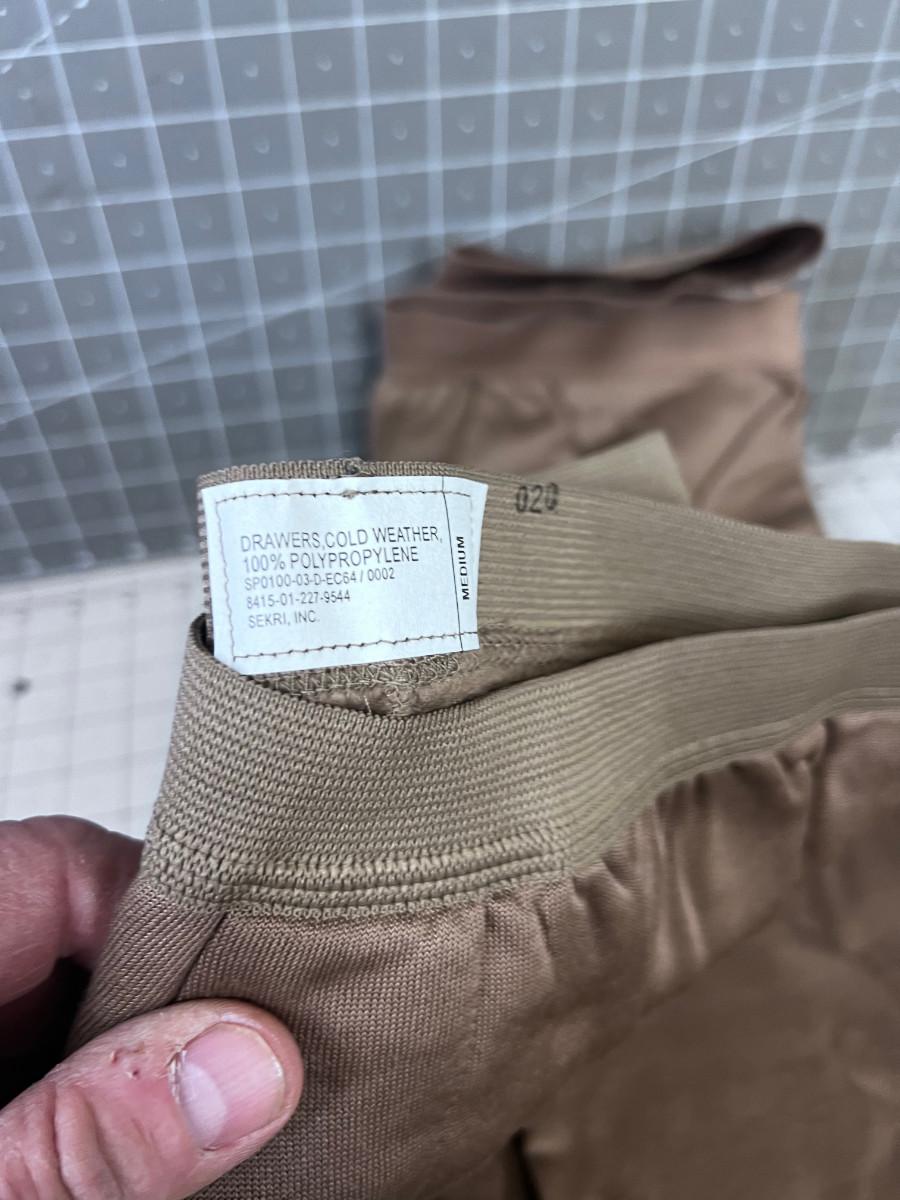 DRAWERS,COLD WEATHER,
100% POLYPROPYLENE
SP0100-03-D-EC64 / 0002
8415-01-227-9544
SEKRI, INC.
MEDIUM
020